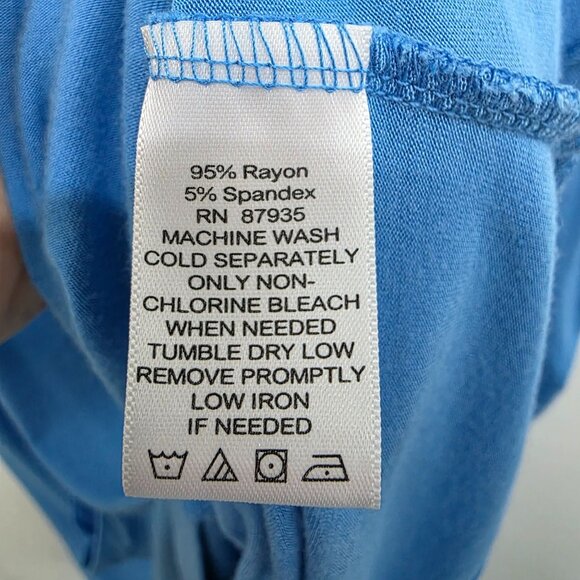 95% Rayon
5% Spandex
RN 87935
MACHINE WASH
COLD SEPARATELY
ONLY NON-
CHLORINE BLEACH
WHEN NEEDED
TUMBLE DRY LOW
REMOVE PROMPTLY
LOW IRON
IF NEEDED